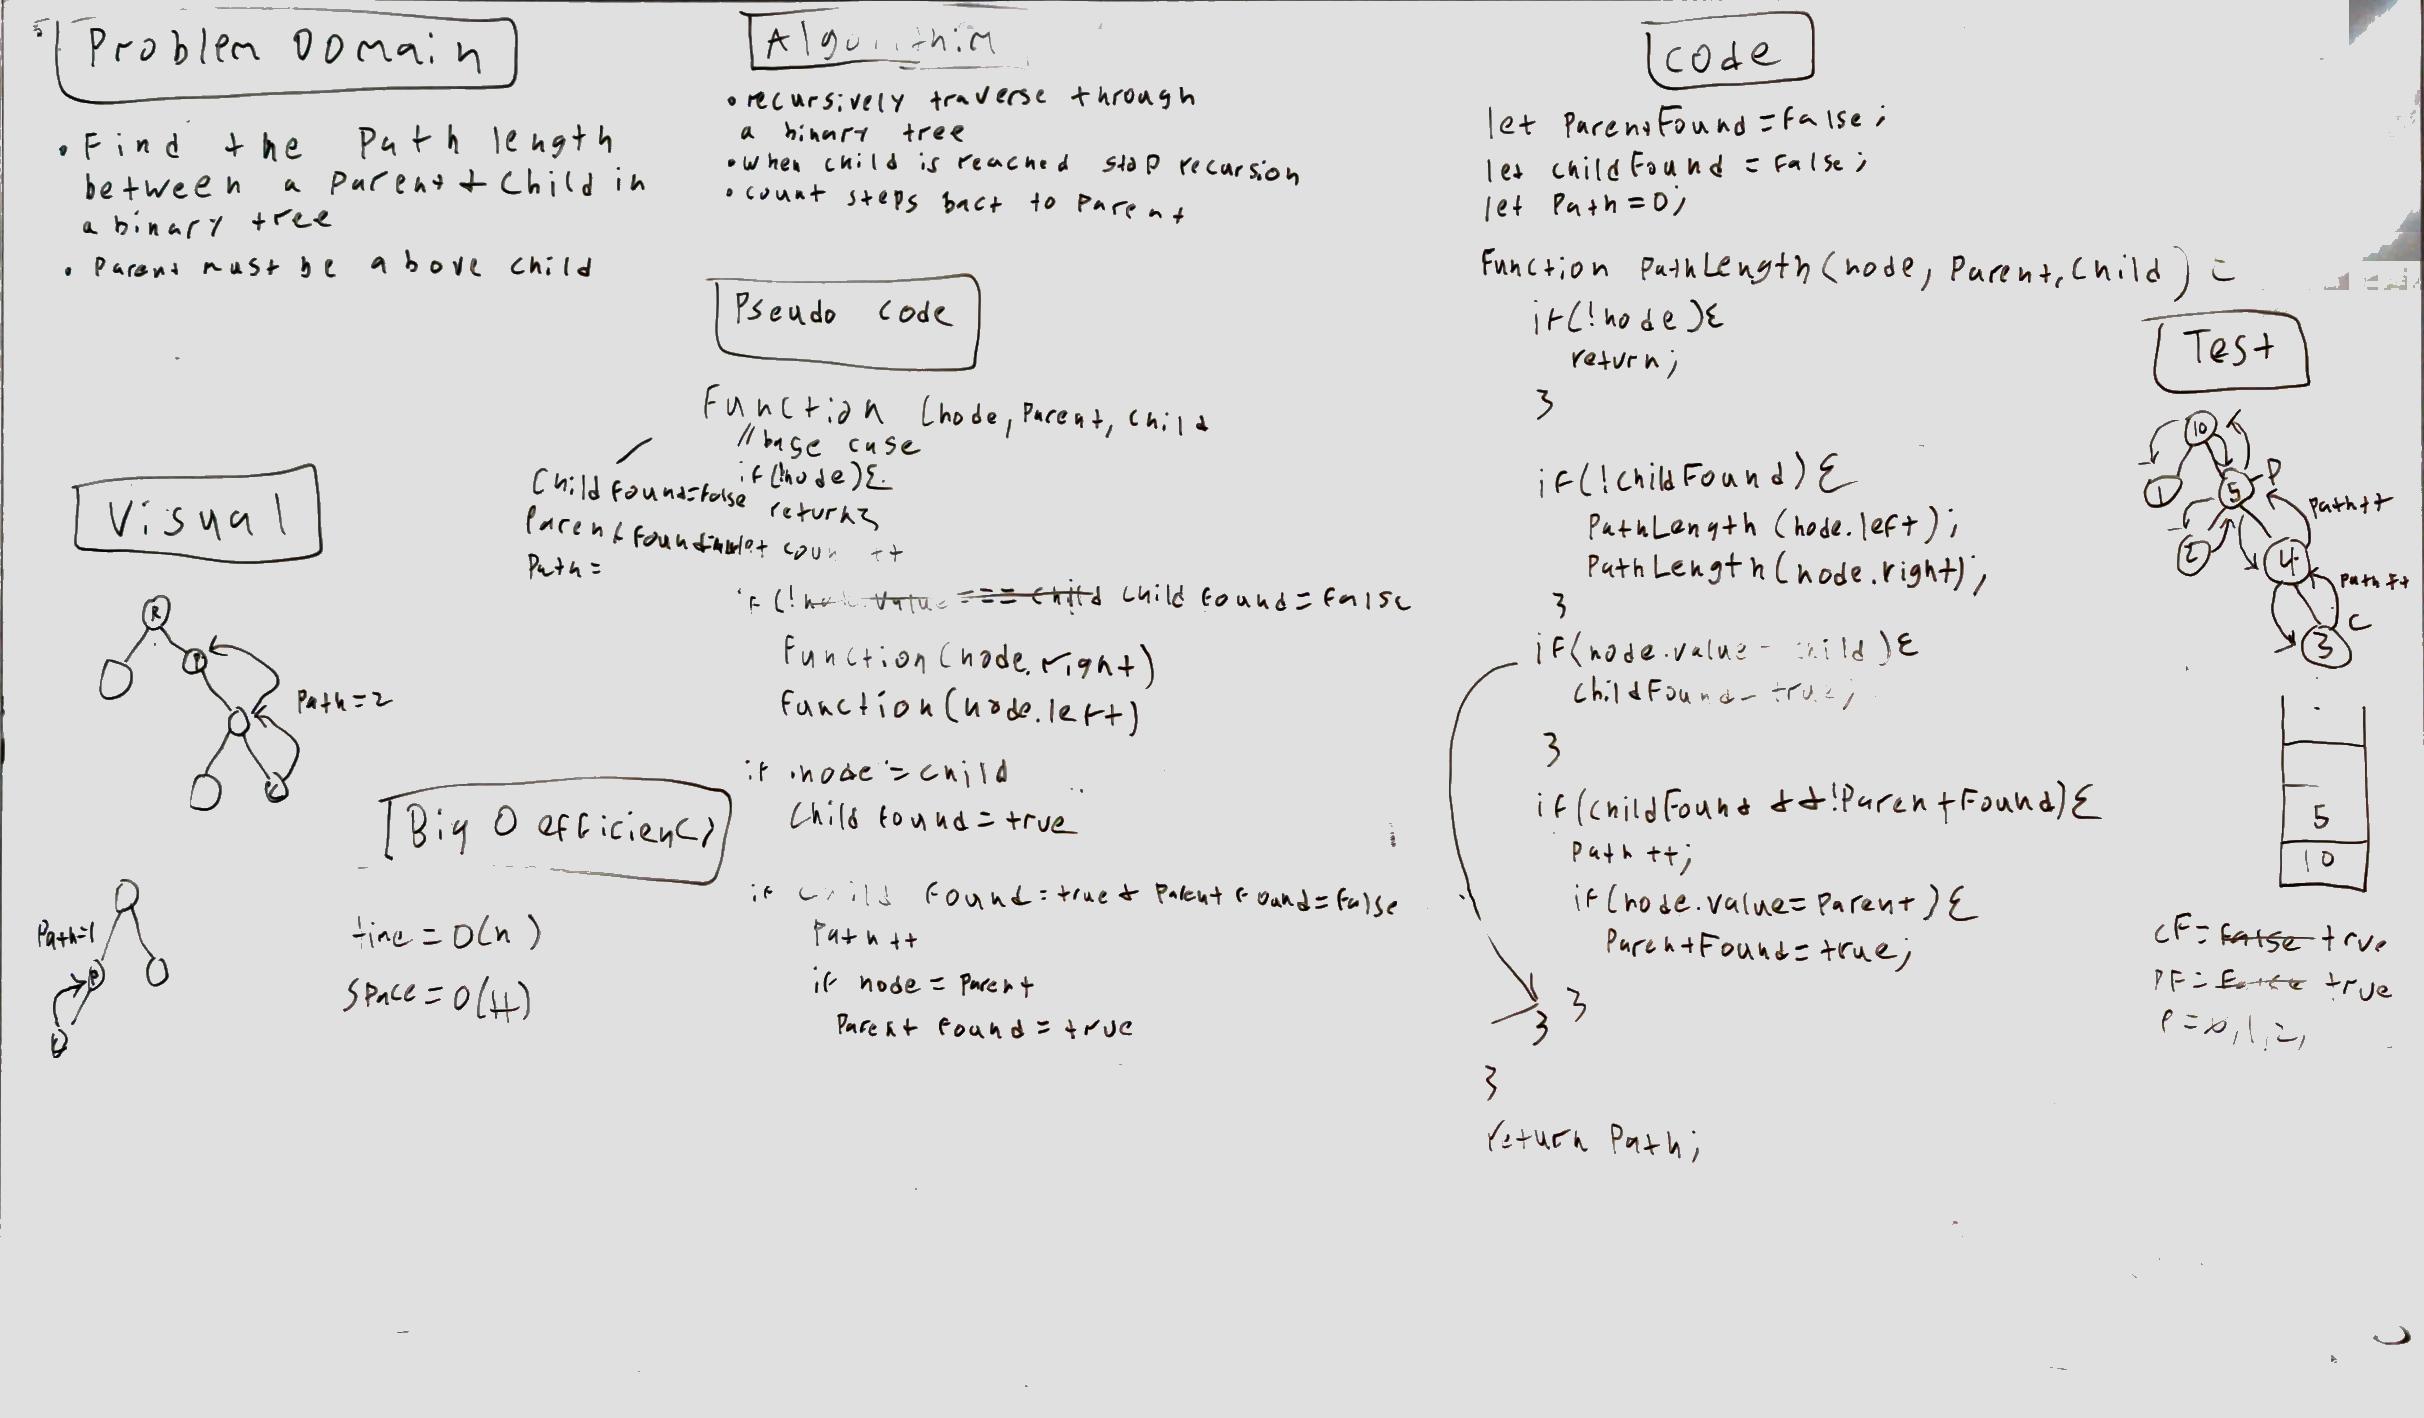 Problem Domain
• Find the Path length
between a Parent + Child in
a binary tree
• Parent must be above child
Visual
R
P
Path=2
C
Path=1
P
C
Big O efficiency
time = O(n)
space = O(H)
Algorithim
• recursively traverse through
a binary tree
• when child is reached stop recursion
• count steps bact to Parent
Pseudo code
Function (node, Parent, child
// base case
if(!node){
return}
Child Found=False
Parent Found
Path =
++
if (! value === child child Found = False
Function(node.right)
Function(node.left)
if node = child
Child found = true
if child Found = true + Parent Found = False
Path ++
if node = Parent
Parent Found = true
code
let ParentFound = False;
let childFound = False;
let Path = 0;
Function PathLength(node, Parent, Child) {
if(!node){
return;
}
if(!childFound){
PathLength(node.left);
PathLength(node.right);
}
if(node.value = child){
childFound = true;
}
if(childFound && !ParentFound){
Path ++;
if(node.value = Parent){
ParentFound = true;
}
}
}
return Path;
Test
10
1
5
P
Path++
2
4
Path++
C
3
5
10
CF = False true
PF = False true
P = 0, 1, 2,